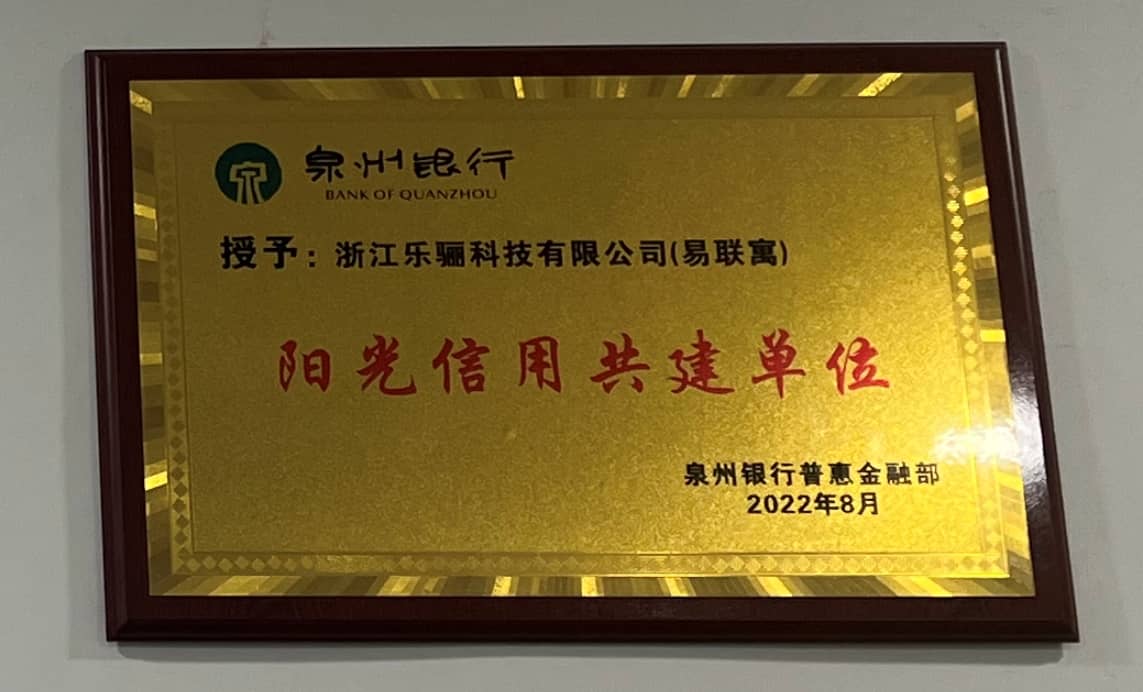 泉州银行
BANK OF QUANZHOU
授予：浙江乐骊科技有限公司(易联寓)
阳光信用共建单位
泉州银行普惠金融部
2022年8月